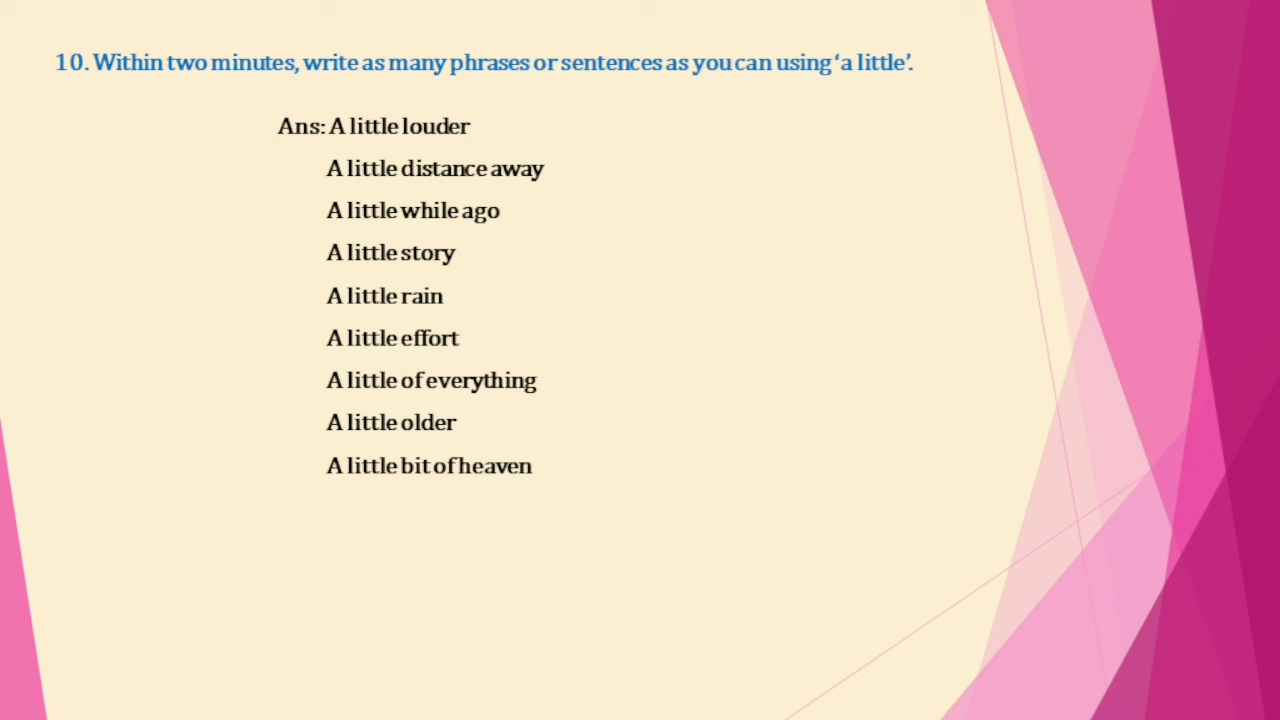 10. Within two minutes, write as many phrases or sentences as you can using ‘a little’.
Ans: A little louder
A little distance away
A little while ago
A little story
A little rain
A little effort
A little of everything
A little older
A little bit of heaven